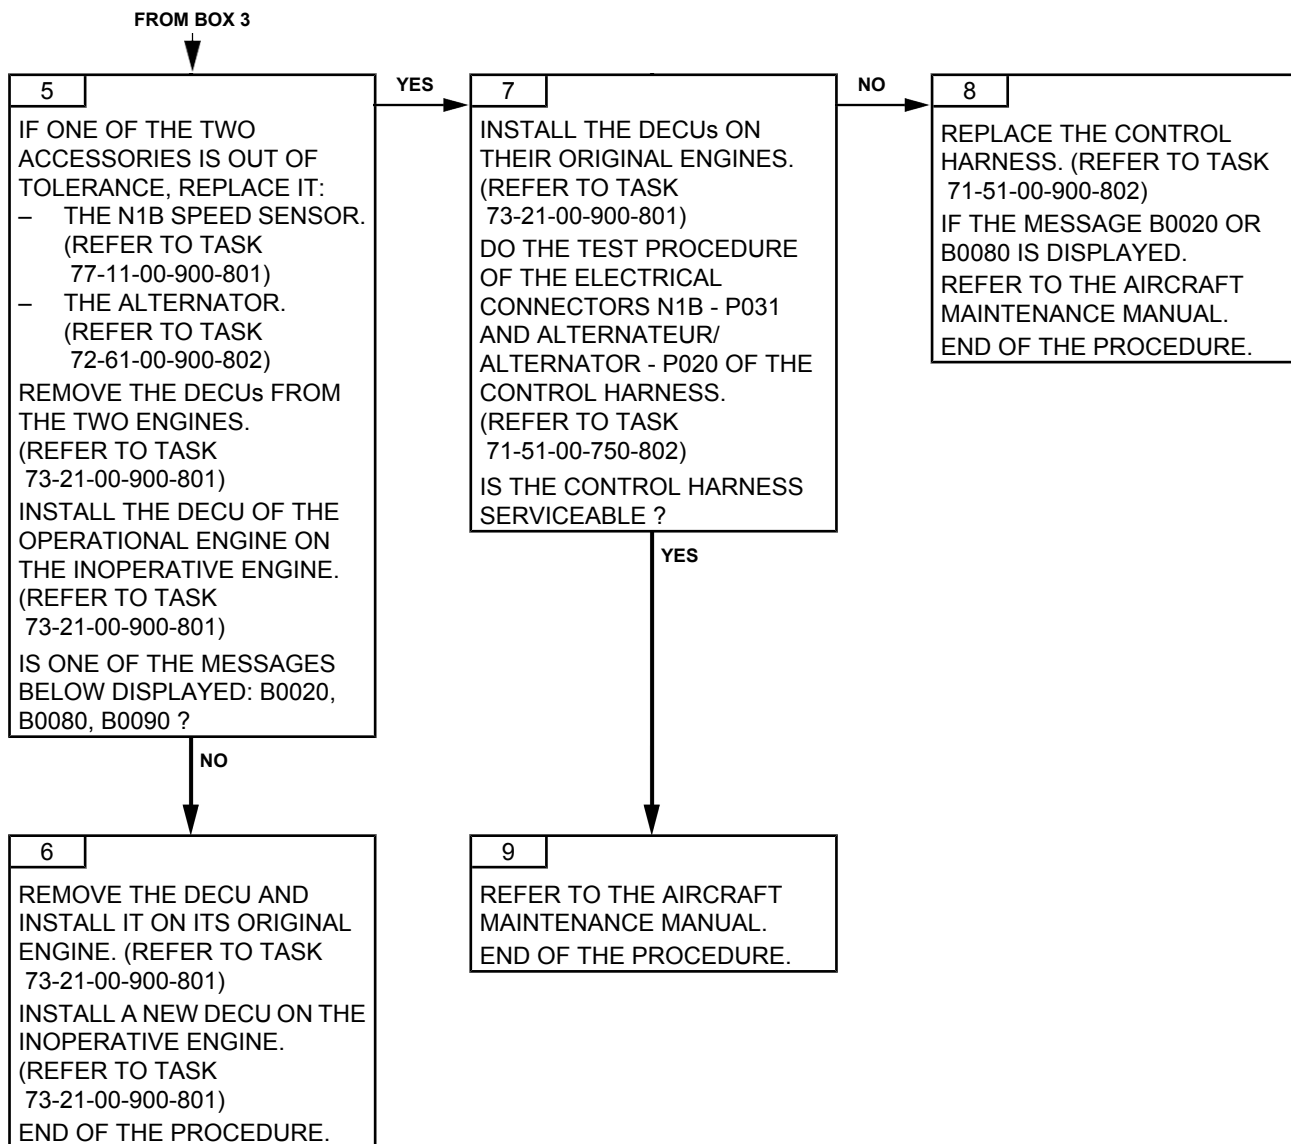 FROM BOX 3
5
IF ONE OF THE TWO
ACCESSORIES IS OUT OF
TOLERANCE, REPLACE IT:
– THE N1B SPEED SENSOR.
(REFER TO TASK
77-11-00-900-801)
– THE ALTERNATOR.
(REFER TO TASK
72-61-00-900-802)
REMOVE THE DECUs FROM
THE TWO ENGINES.
(REFER TO TASK
73-21-00-900-801)
INSTALL THE DECU OF THE
OPERATIONAL ENGINE ON
THE INOPERATIVE ENGINE.
(REFER TO TASK
73-21-00-900-801)
IS ONE OF THE MESSAGES
BELOW DISPLAYED: B0020,
B0080, B0090 ?
YES
7
INSTALL THE DECUs ON
THEIR ORIGINAL ENGINES.
(REFER TO TASK
73-21-00-900-801)
DO THE TEST PROCEDURE
OF THE ELECTRICAL
CONNECTORS N1B - P031
AND ALTERNATEUR/
ALTERNATOR - P020 OF THE
CONTROL HARNESS.
(REFER TO TASK
71-51-00-750-802)
IS THE CONTROL HARNESS
SERVICEABLE ?
NO
8
REPLACE THE CONTROL
HARNESS. (REFER TO TASK
71-51-00-900-802)
IF THE MESSAGE B0020 OR
B0080 IS DISPLAYED.
REFER TO THE AIRCRAFT
MAINTENANCE MANUAL.
END OF THE PROCEDURE.
NO
6
REMOVE THE DECU AND
INSTALL IT ON ITS ORIGINAL
ENGINE. (REFER TO TASK
73-21-00-900-801)
INSTALL A NEW DECU ON THE
INOPERATIVE ENGINE.
(REFER TO TASK
73-21-00-900-801)
END OF THE PROCEDURE.
YES
9
REFER TO THE AIRCRAFT
MAINTENANCE MANUAL.
END OF THE PROCEDURE.